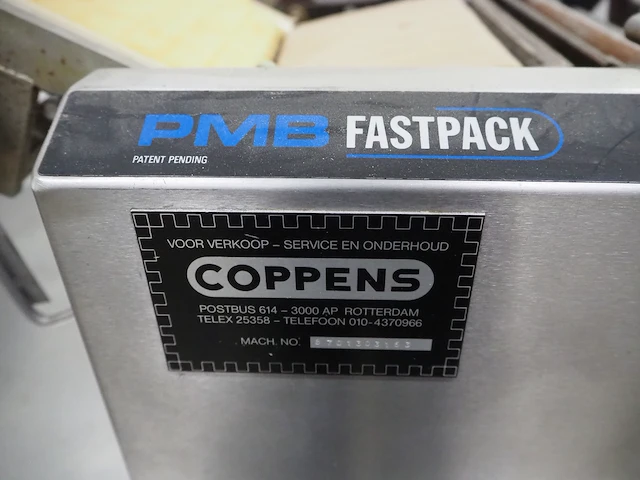 PMB FASTPACK
PATENT PENDING
VOOR VERKOOP - SERVICE EN ONDERHOUD
COPPENS
POSTBUS 614 - 3000 AP ROTTERDAM
TELEX 25358 - TELEFOON 010-4370966
MACH. NO.